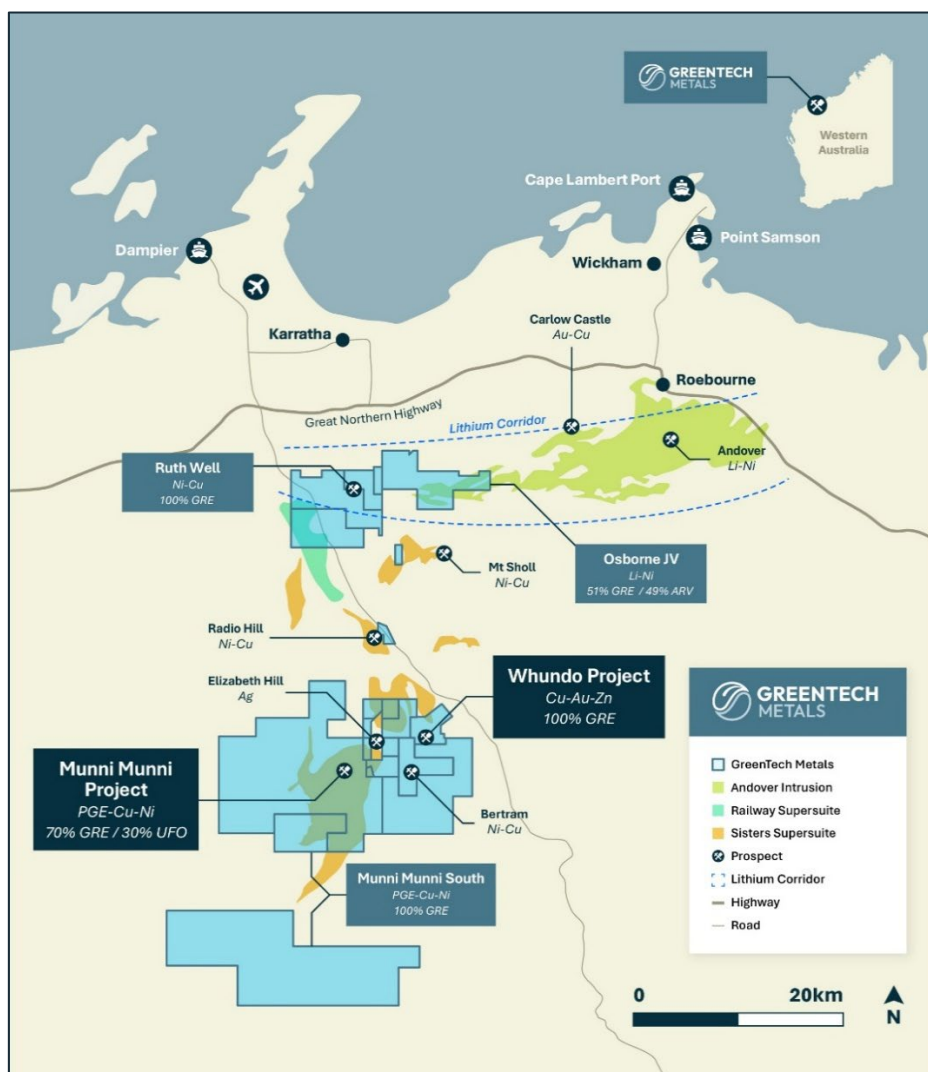 GREENTECH
METALS
Western
Australia
Cape Lambert Port
Dampier
Point Samson
Wickham
Carlow Castle
Au-Cu
Karratha
Roebourne
Great Northern Highway
Lithium Corridor
Andover
Li-Ni
Ruth Well
Ni-Cu
100% GRE
Osborne JV
Li-Ni
51% GRE / 49% ARV
Mt Sholl
Ni-Cu
Radio Hill
Ni-Cu
Elizabeth Hill
Ag
Whundo Project
Cu-Au-Zn
100% GRE
Munni Munni
Project
PGE-Cu-Ni
70% GRE / 30% UFO
Bertram
Ni-Cu
Munni Munni South
PGE-Cu-Ni
100% GRE
GREENTECH
METALS
GreenTech Metals
Andover Intrusion
Railway Supersuite
Sisters Supersuite
Prospect
Lithium Corridor
Highway
Road
0 20km
N